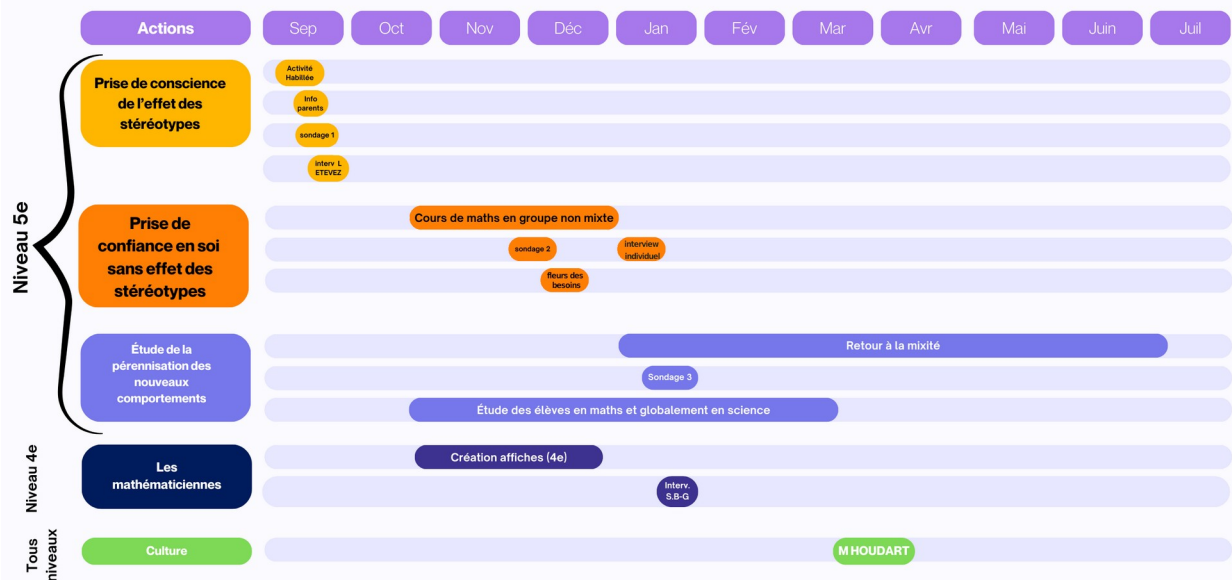 Actions
Sep
Oct
Nov
Déc
Jan
Fév
Mar
Avr
Mai
Juin
Juil
Niveau 5e
Prise de conscience
de l'effet des
stéréotypes
Activité
Habillée
Info
parents
sondage 1
interv L
ETEVEZ
Prise de
confiance en soi
sans effet des
stéréotypes
Cours de maths en groupe non mixte
sondage 2
interview
individuel
fleurs des
besoins
Étude de la
pérennisation des
nouveaux
comportements
Retour à la mixité
Sondage 3
Étude des élèves en maths et globalement en science
Niveau 4e
Les
mathématiciennes
Création affiches (4e)
Interv.
S.B-G
Tous
niveaux
Culture
M HOUDART